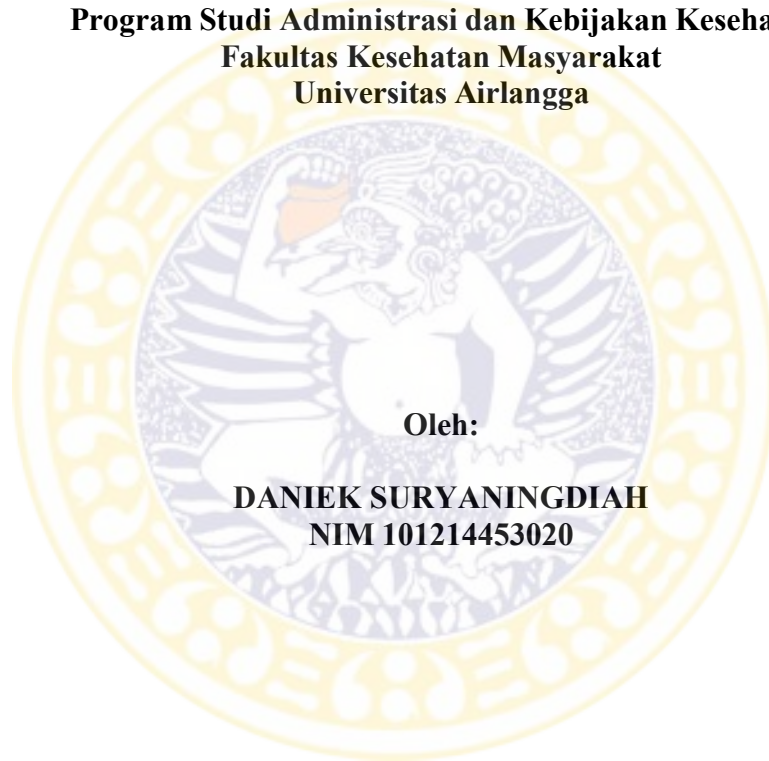 Program Studi Administrasi dan Kebijakan Keseha
Fakultas Kesehatan Masyarakat
Universitas Airlangga
Oleh:
DANIEK SURYANINGDIAH
NIM 101214453020